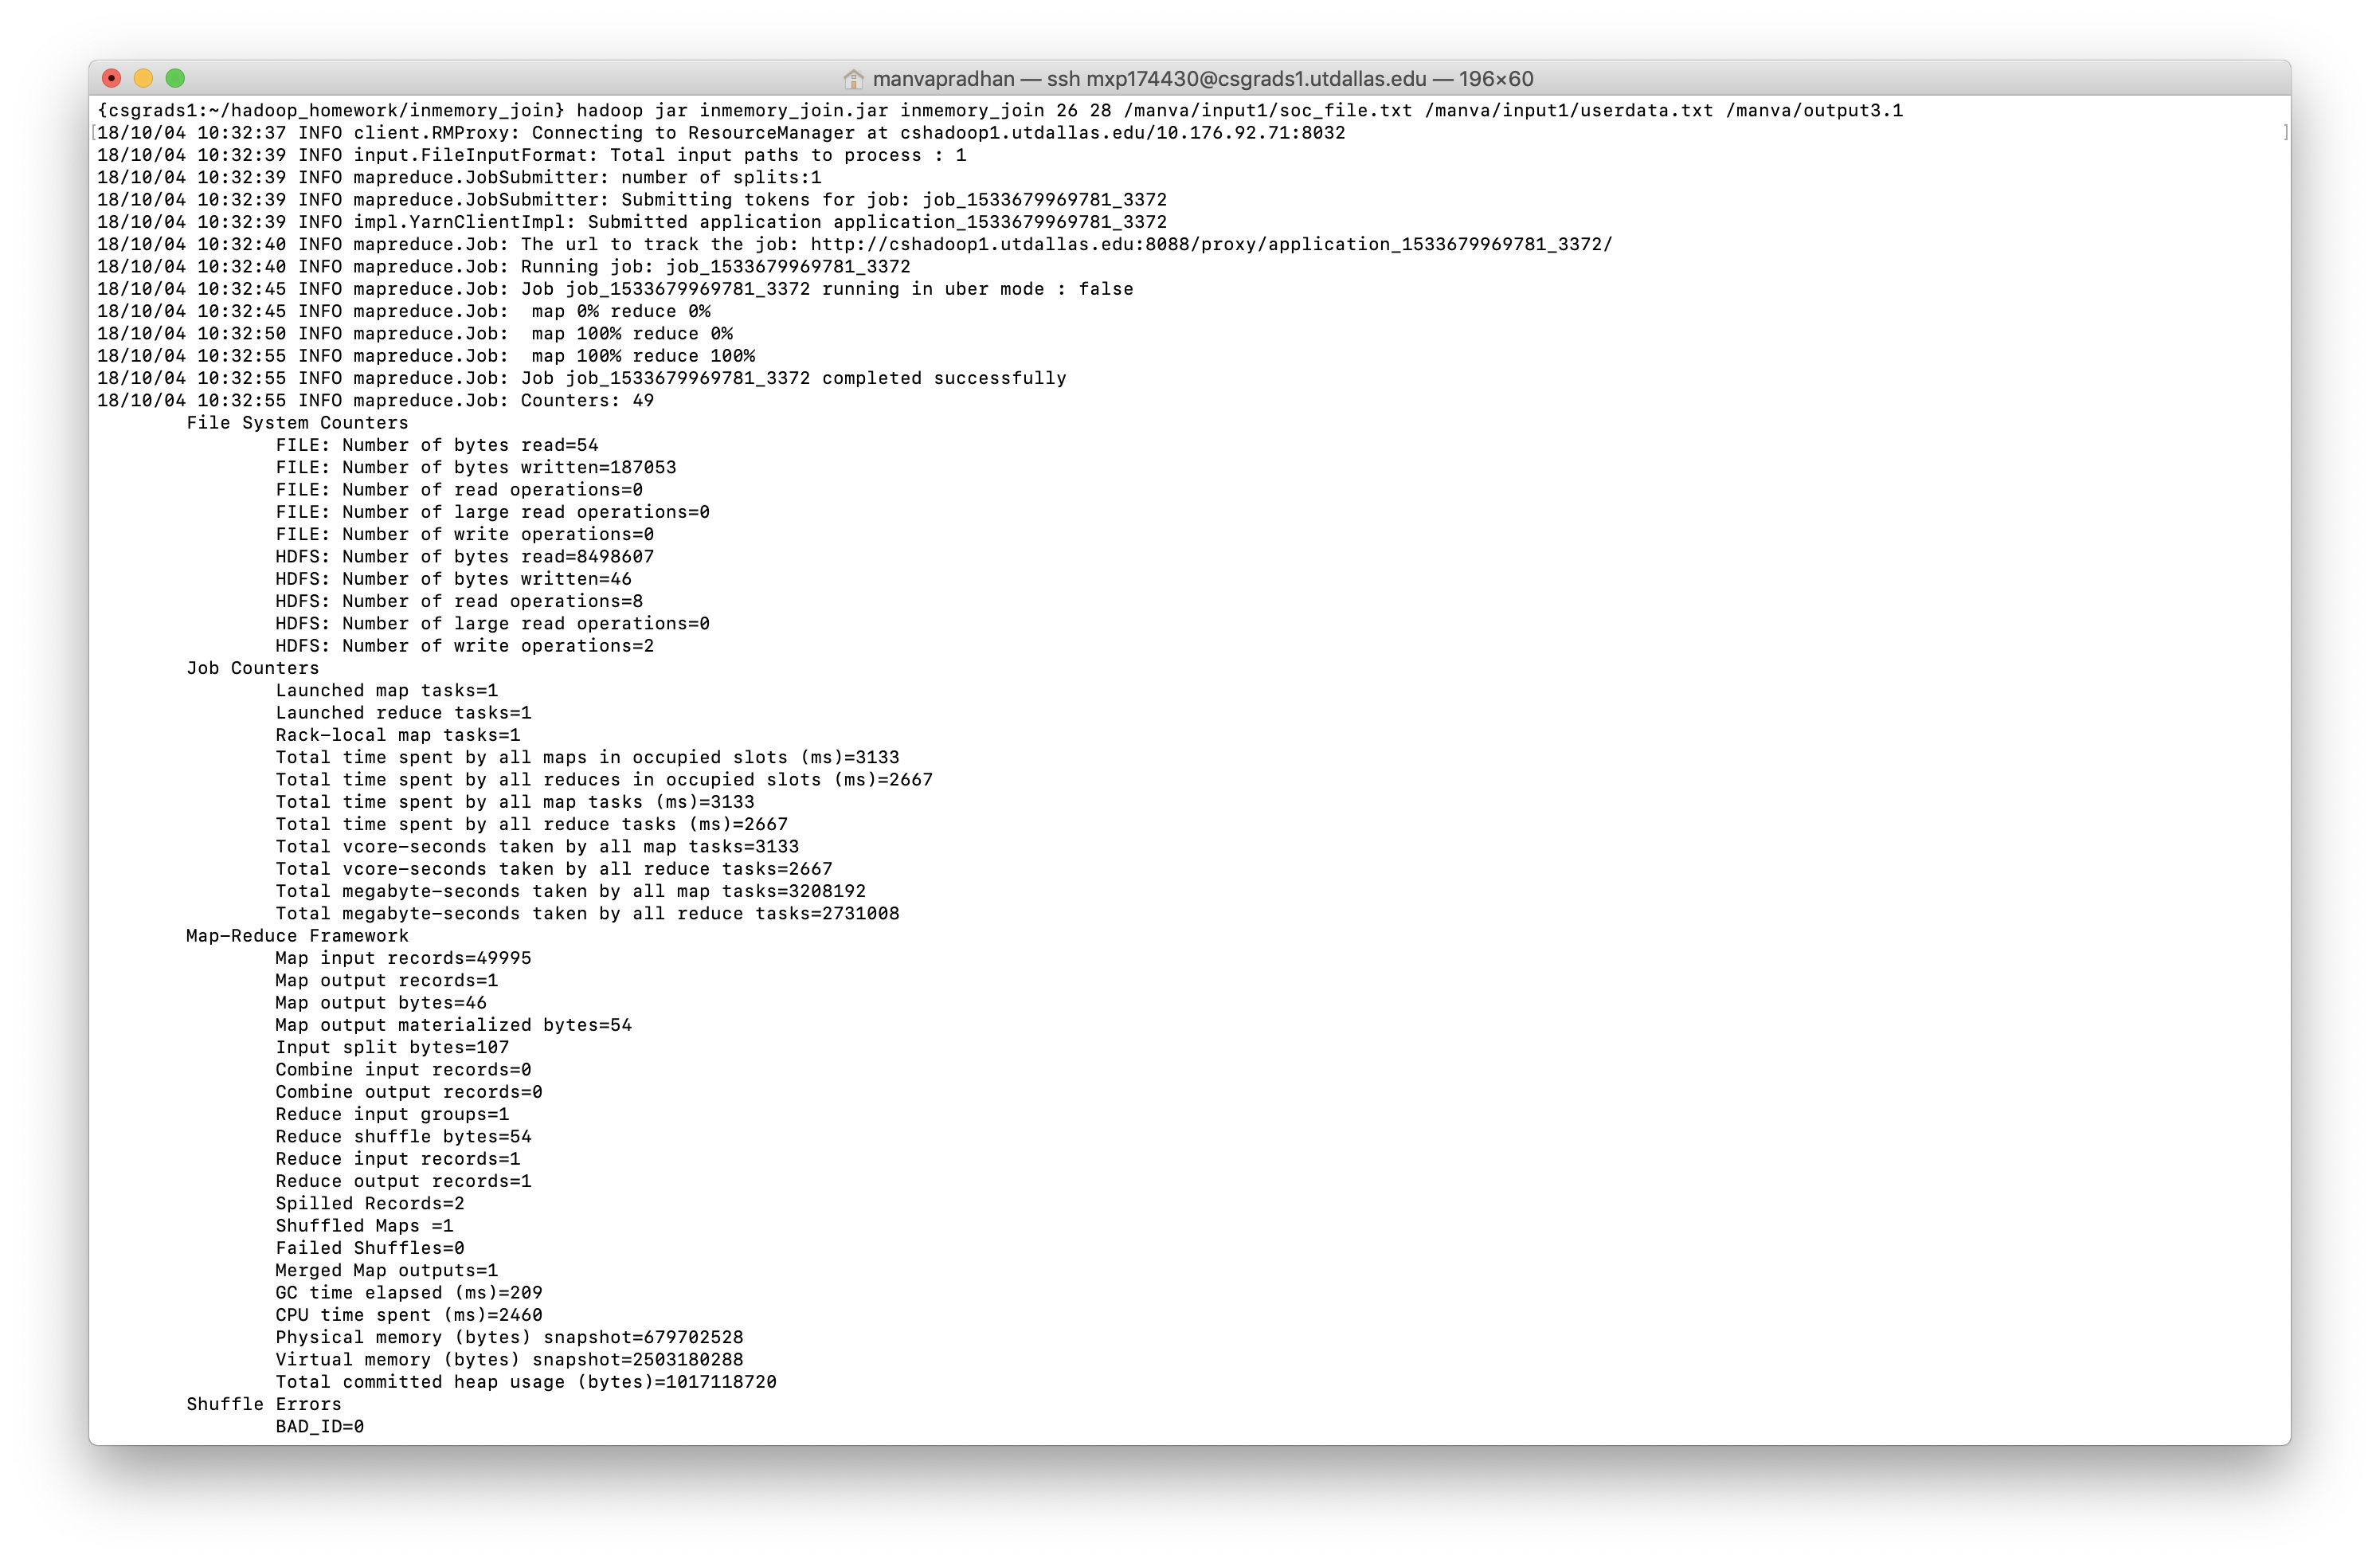 manvapradhan — ssh mxp174430@csgrads1.utdallas.edu — 196×60
{csgrads1:~/hadoop_homework/inmemory_join} hadoop jar inmemory_join.jar inmemory_join 26 28 /manva/input1/soc_file.txt /manva/input1/userdata.txt /manva/output3.1
[18/10/04 10:32:37 INFO client.RMProxy: Connecting to ResourceManager at cshadoop1.utdallas.edu/10.176.92.71:8032 ]
18/10/04 10:32:39 INFO input.FileInputFormat: Total input paths to process : 1
18/10/04 10:32:39 INFO mapreduce.JobSubmitter: number of splits:1
18/10/04 10:32:39 INFO mapreduce.JobSubmitter: Submitting tokens for job: job_1533679969781_3372
18/10/04 10:32:39 INFO impl.YarnClientImpl: Submitted application application_1533679969781_3372
18/10/04 10:32:40 INFO mapreduce.Job: The url to track the job: http://cshadoop1.utdallas.edu:8088/proxy/application_1533679969781_3372/
18/10/04 10:32:40 INFO mapreduce.Job: Running job: job_1533679969781_3372
18/10/04 10:32:45 INFO mapreduce.Job: Job job_1533679969781_3372 running in uber mode : false
18/10/04 10:32:45 INFO mapreduce.Job:  map 0% reduce 0%
18/10/04 10:32:50 INFO mapreduce.Job:  map 100% reduce 0%
18/10/04 10:32:55 INFO mapreduce.Job:  map 100% reduce 100%
18/10/04 10:32:55 INFO mapreduce.Job: Job job_1533679969781_3372 completed successfully
18/10/04 10:32:55 INFO mapreduce.Job: Counters: 49
File System Counters
FILE: Number of bytes read=54
FILE: Number of bytes written=187053
FILE: Number of read operations=0
FILE: Number of large read operations=0
FILE: Number of write operations=0
HDFS: Number of bytes read=8498607
HDFS: Number of bytes written=46
HDFS: Number of read operations=8
HDFS: Number of large read operations=0
HDFS: Number of write operations=2
Job Counters
Launched map tasks=1
Launched reduce tasks=1
Rack-local map tasks=1
Total time spent by all maps in occupied slots (ms)=3133
Total time spent by all reduces in occupied slots (ms)=2667
Total time spent by all map tasks (ms)=3133
Total time spent by all reduce tasks (ms)=2667
Total vcore-seconds taken by all map tasks=3133
Total vcore-seconds taken by all reduce tasks=2667
Total megabyte-seconds taken by all map tasks=3208192
Total megabyte-seconds taken by all reduce tasks=2731008
Map-Reduce Framework
Map input records=49995
Map output records=1
Map output bytes=46
Map output materialized bytes=54
Input split bytes=107
Combine input records=0
Combine output records=0
Reduce input groups=1
Reduce shuffle bytes=54
Reduce input records=1
Reduce output records=1
Spilled Records=2
Shuffled Maps =1
Failed Shuffles=0
Merged Map outputs=1
GC time elapsed (ms)=209
CPU time spent (ms)=2460
Physical memory (bytes) snapshot=679702528
Virtual memory (bytes) snapshot=2503180288
Total committed heap usage (bytes)=1017118720
Shuffle Errors
BAD_ID=0